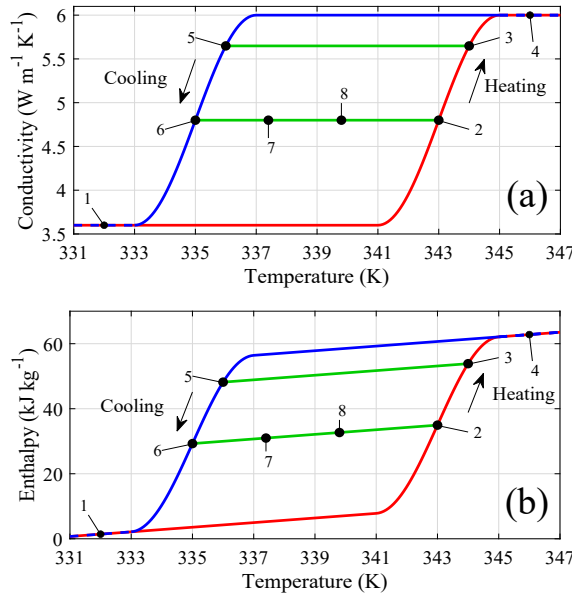 6
5.5
5
4.5
4
3.5
Conductivity (W m⁻¹ K⁻¹)
5
3
4
Cooling
Heating
8
6
7
2
1
(a)
331 333 335 337 339 341 343 345 347
Temperature (K)
60
40
20
0
Enthalpy (kJ kg⁻¹)
3
4
5
Cooling
Heating
8
2
6
7
1
(b)
331 333 335 337 339 341 343 345 347
Temperature (K)